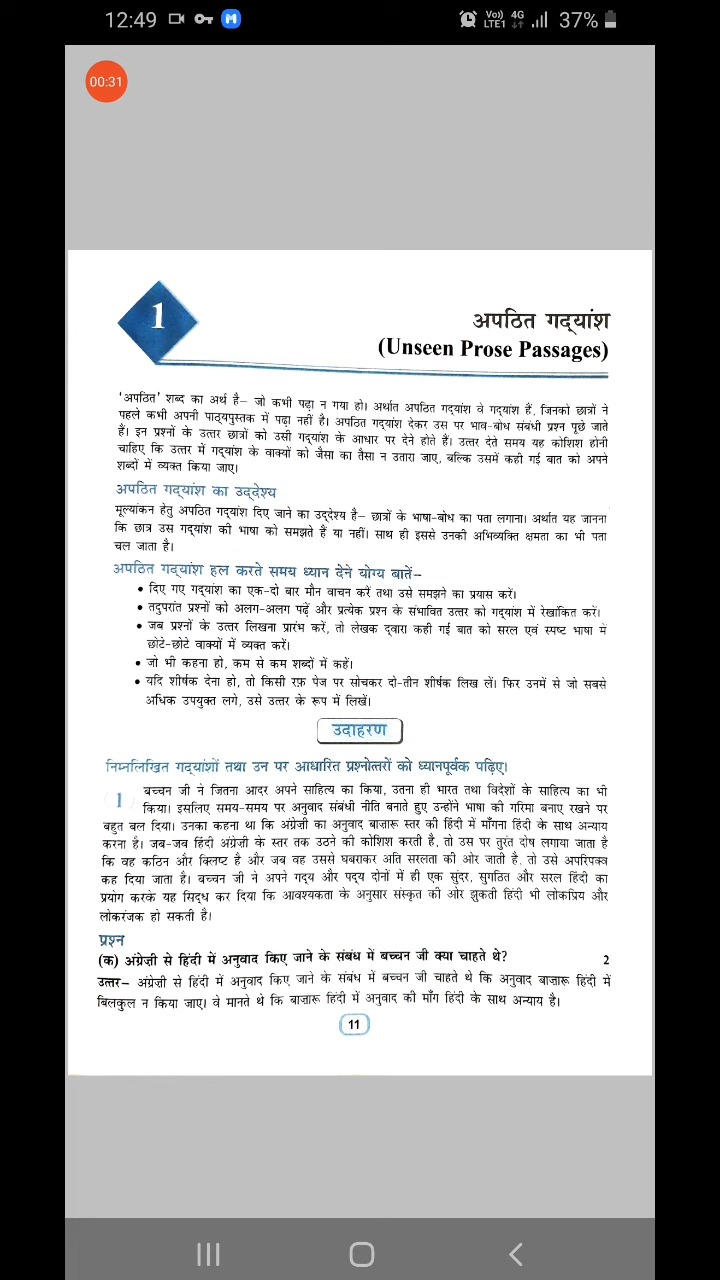 12:49 Vo) LTE1 4G 37%
00:31
1
अपठित गद्यांश
(Unseen Prose Passages)
'अपठित' शब्द का अर्थ है– जो कभी पढ़ा न गया हो। अर्थात अपठित गद्यांश वे गद्यांश हैं, जिनको छात्रों ने
पहले कभी अपनी पाठ्यपुस्तक में पढ़ा नहीं है। अपठित गद्यांश देकर उस पर भाव-बोध संबंधी प्रश्न पूछे जाते
हैं। इन प्रश्नों के उत्तर छात्रों को उसी गद्यांश के आधार पर देने होते हैं। उत्तर देते समय यह कोशिश होनी
चाहिए कि उत्तर में गद्यांश के वाक्यों को जैसा का तैसा न उतारा जाए, बल्कि उसमें कही गई बात को अपने
शब्दों में व्यक्त किया जाए।
अपठित गद्यांश का उद्देश्य
मूल्यांकन हेतु अपठित गद्यांश दिए जाने का उद्देश्य है– छात्रों के भाषा-बोध का पता लगाना। अर्थात यह जानना
कि छात्र उस गद्यांश की भाषा को समझते हैं या नहीं। साथ ही इससे उनकी अभिव्यक्ति क्षमता का भी पता
चल जाता है।
अपठित गद्यांश हल करते समय ध्यान देने योग्य बातें–
• दिए गए गद्यांश का एक-दो बार मौन वाचन करें तथा उसे समझने का प्रयास करें।
• तदुपरांत प्रश्नों को अलग-अलग पढ़ें और प्रत्येक प्रश्न के संभावित उत्तर को गद्यांश में रेखांकित करें।
• जब प्रश्नों के उत्तर लिखना प्रारंभ करें, तो लेखक द्वारा कही गई बात को सरल एवं स्पष्ट भाषा में
छोटे-छोटे वाक्यों में व्यक्त करें।
• जो भी कहना हो, कम से कम शब्दों में कहें।
• यदि शीर्षक देना हो, तो किसी रफ़ पेज पर सोचकर दो-तीन शीर्षक लिख लें। फिर उनमें से जो सबसे
अधिक उपयुक्त लगे, उसे उत्तर के रूप में लिखें।
उदाहरण
निम्नलिखित गद्यांशों तथा उन पर आधारित प्रश्नोत्तरों को ध्यानपूर्वक पढ़िए।
1 बच्चन जी ने जितना आदर अपने साहित्य का किया, उतना ही भारत तथा विदेशों के साहित्य का भी
किया। इसलिए समय-समय पर अनुवाद संबंधी नीति बनाते हुए उन्होंने भाषा की गरिमा बनाए रखने पर
बहुत बल दिया। उनका कहना था कि अंग्रेज़ी का अनुवाद बाज़ारू स्तर की हिंदी में माँगना हिंदी के साथ अन्याय
करना है। जब-जब हिंदी अंग्रेज़ी के स्तर तक उठने की कोशिश करती है, तो उस पर तुरंत दोष लगाया जाता है
कि वह कठिन और क्लिष्ट है और जब वह उससे घबराकर अति सरलता की ओर जाती है, तो उसे अपरिपक्व
कह दिया जाता है। बच्चन जी ने अपने गद्य और पद्य दोनों में ही एक सुंदर, सुगठित और सरल हिंदी का
प्रयोग करके यह सिद्ध कर दिया कि आवश्यकता के अनुसार संस्कृत की ओर झुकती हिंदी भी लोकप्रिय और
लोकरंजक हो सकती है।
प्रश्न
(क) अंग्रेज़ी से हिंदी में अनुवाद किए जाने के संबंध में बच्चन जी क्या चाहते थे? 2
उत्तर– अंग्रेज़ी से हिंदी में अनुवाद किए जाने के संबंध में बच्चन जी चाहते थे कि अनुवाद बाज़ारू हिंदी में
बिलकुल न किया जाए। वे मानते थे कि बाज़ारू हिंदी में अनुवाद की माँग हिंदी के साथ अन्याय है।
11